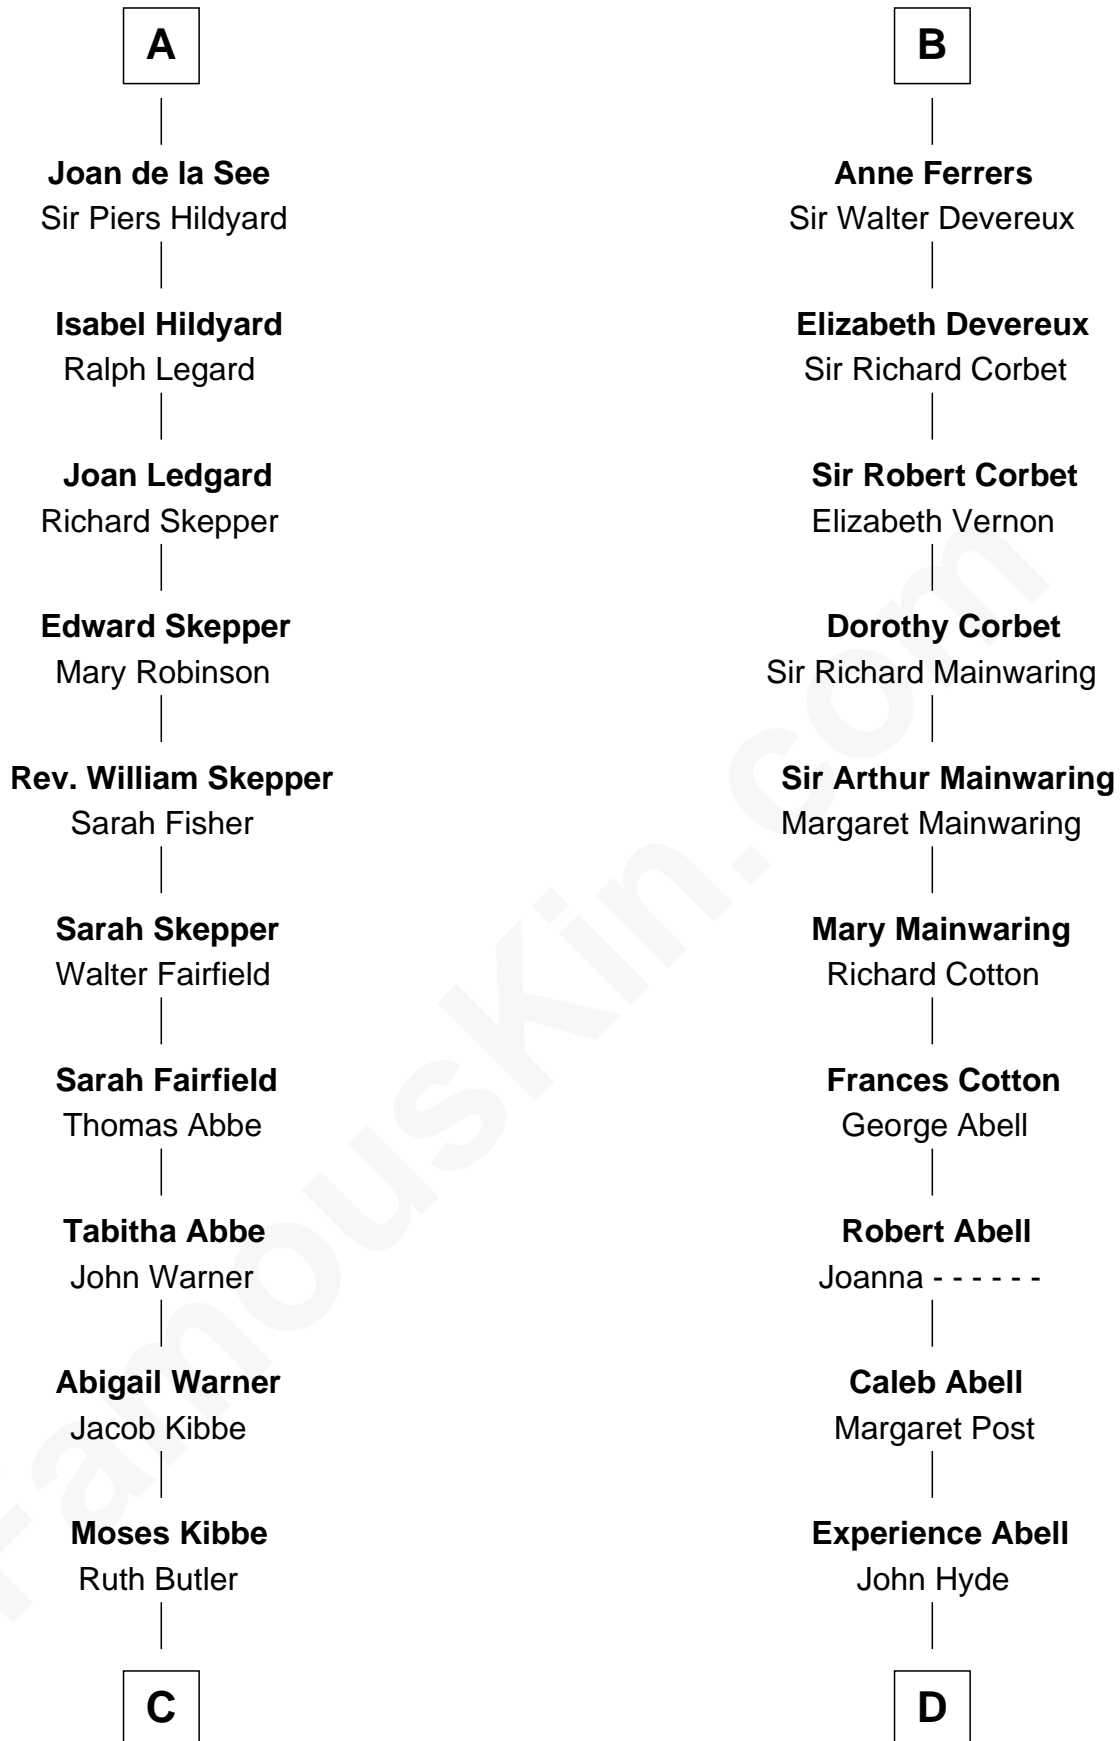 A
Joan de la See
Sir Piers Hildyard
Isabel Hildyard
Ralph Legard
Joan Ledgard
Richard Skepper
Edward Skepper
Mary Robinson
Rev. William Skepper
Sarah Fisher
Sarah Skepper
Walter Fairfield
Sarah Fairfield
Thomas Abbe
Tabitha Abbe
John Warner
Abigail Warner
Jacob Kibbe
Moses Kibbe
Ruth Butler
C
B
Anne Ferrers
Sir Walter Devereux
Elizabeth Devereux
Sir Richard Corbet
Sir Robert Corbet
Elizabeth Vernon
Dorothy Corbet
Sir Richard Mainwaring
Sir Arthur Mainwaring
Margaret Mainwaring
Mary Mainwaring
Richard Cotton
Frances Cotton
George Abell
Robert Abell
Joanna - - - - - -
Caleb Abell
Margaret Post
Experience Abell
John Hyde
D
FamousKin.com